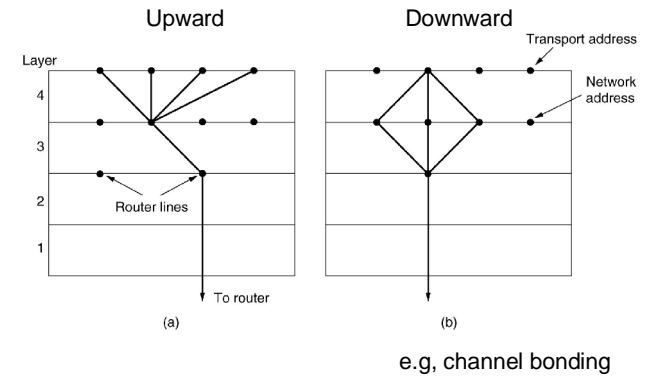 Upward
Downward
Transport address
Layer
Network
address
4
3
2
1
Router lines
To router
(a)
(b)
e.g, channel bonding